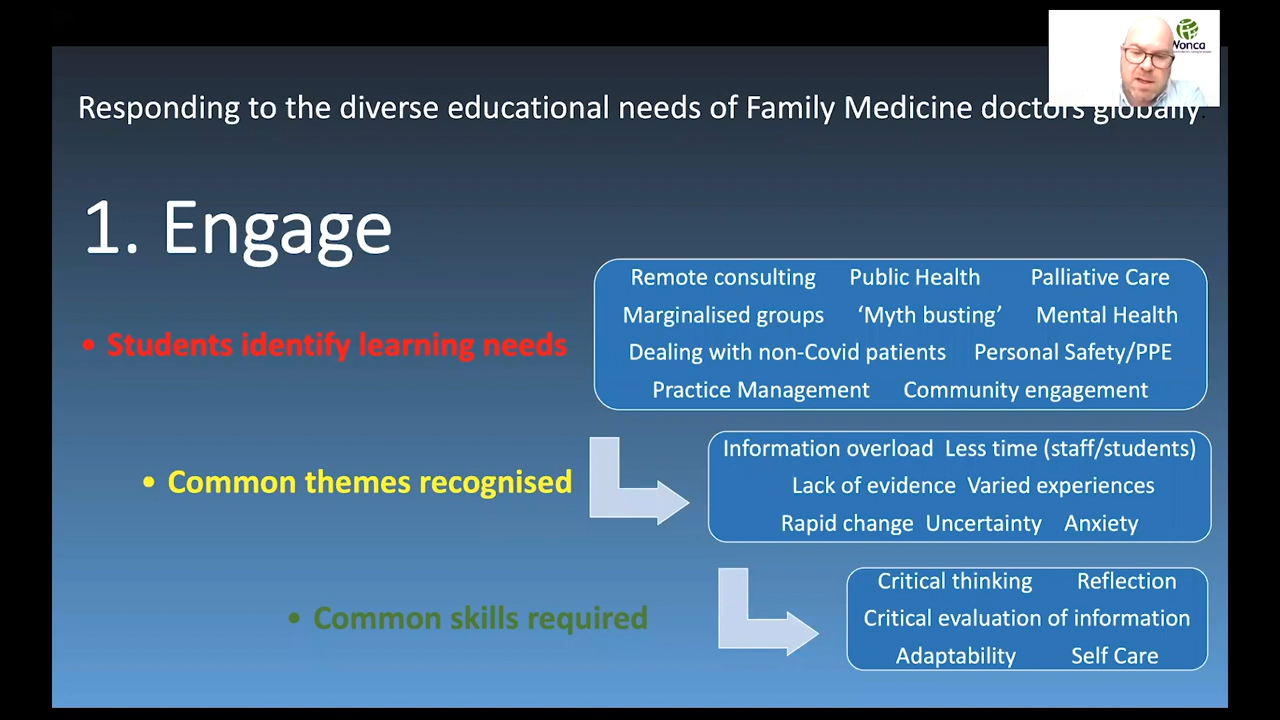 Wonca
Responding to the diverse educational needs of Family Medicine doctors globally.
1. Engage
• Students identify learning needs
Remote consulting Public Health Palliative Care
Marginalised groups ‘Myth busting’ Mental Health
Dealing with non-Covid patients Personal Safety/PPE
Practice Management Community engagement
• Common themes recognised
Information overload Less time (staff/students)
Lack of evidence Varied experiences
Rapid change Uncertainty Anxiety
• Common skills required
Critical thinking Reflection
Critical evaluation of information
Adaptability Self Care